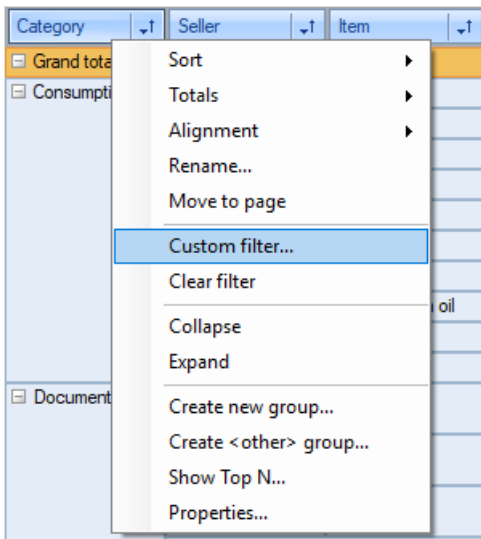 Category Seller Item
Grand tota
Sort
Consumpti
Totals
Alignment
Rename...
Move to page
Custom filter...
Clear filter
oil
Collapse
Expand
Document
Create new group...
Create <other> group...
Show Top N...
Properties...